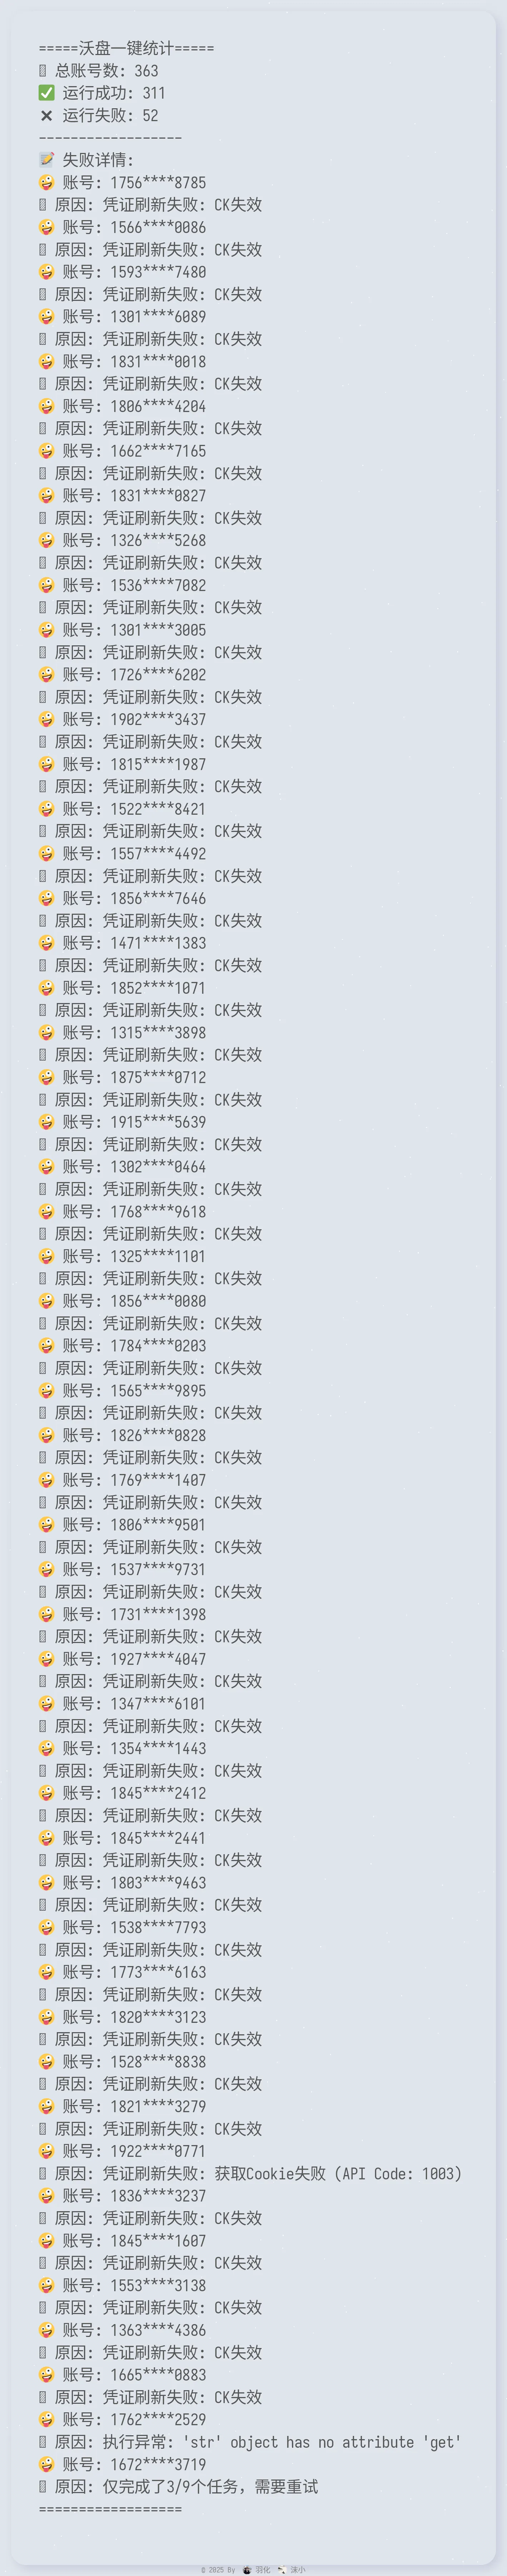 =====沃盘一键统计=====
总账号数: 363
✅ 运行成功: 311
❌ 运行失败: 52
------------------
📝 失败详情:
🤪 账号: 1756****8785
原因: 凭证刷新失败: CK失效
🤪 账号: 1566****0086
原因: 凭证刷新失败: CK失效
🤪 账号: 1593****7480
原因: 凭证刷新失败: CK失效
🤪 账号: 1301****6089
原因: 凭证刷新失败: CK失效
🤪 账号: 1831****0018
原因: 凭证刷新失败: CK失效
🤪 账号: 1806****4204
原因: 凭证刷新失败: CK失效
🤪 账号: 1662****7165
原因: 凭证刷新失败: CK失效
🤪 账号: 1831****0827
原因: 凭证刷新失败: CK失效
🤪 账号: 1326****5268
原因: 凭证刷新失败: CK失效
🤪 账号: 1536****7082
原因: 凭证刷新失败: CK失效
🤪 账号: 1301****3005
原因: 凭证刷新失败: CK失效
🤪 账号: 1726****6202
原因: 凭证刷新失败: CK失效
🤪 账号: 1902****3437
原因: 凭证刷新失败: CK失效
🤪 账号: 1815****1987
原因: 凭证刷新失败: CK失效
🤪 账号: 1522****8421
原因: 凭证刷新失败: CK失效
🤪 账号: 1557****4492
原因: 凭证刷新失败: CK失效
🤪 账号: 1856****7646
原因: 凭证刷新失败: CK失效
🤪 账号: 1471****1383
原因: 凭证刷新失败: CK失效
🤪 账号: 1852****1071
原因: 凭证刷新失败: CK失效
🤪 账号: 1315****3898
原因: 凭证刷新失败: CK失效
🤪 账号: 1875****0712
原因: 凭证刷新失败: CK失效
🤪 账号: 1915****5639
原因: 凭证刷新失败: CK失效
🤪 账号: 1302****0464
原因: 凭证刷新失败: CK失效
🤪 账号: 1768****9618
原因: 凭证刷新失败: CK失效
🤪 账号: 1325****1101
原因: 凭证刷新失败: CK失效
🤪 账号: 1856****0080
原因: 凭证刷新失败: CK失效
🤪 账号: 1784****0203
原因: 凭证刷新失败: CK失效
🤪 账号: 1565****9895
原因: 凭证刷新失败: CK失效
🤪 账号: 1826****0828
原因: 凭证刷新失败: CK失效
🤪 账号: 1769****1407
原因: 凭证刷新失败: CK失效
🤪 账号: 1806****9501
原因: 凭证刷新失败: CK失效
🤪 账号: 1537****9731
原因: 凭证刷新失败: CK失效
🤪 账号: 1731****1398
原因: 凭证刷新失败: CK失效
🤪 账号: 1927****4047
原因: 凭证刷新失败: CK失效
🤪 账号: 1347****6101
原因: 凭证刷新失败: CK失效
🤪 账号: 1354****1443
原因: 凭证刷新失败: CK失效
🤪 账号: 1845****2412
原因: 凭证刷新失败: CK失效
🤪 账号: 1845****2441
原因: 凭证刷新失败: CK失效
🤪 账号: 1803****9463
原因: 凭证刷新失败: CK失效
🤪 账号: 1538****7793
原因: 凭证刷新失败: CK失效
🤪 账号: 1773****6163
原因: 凭证刷新失败: CK失效
🤪 账号: 1820****3123
原因: 凭证刷新失败: CK失效
🤪 账号: 1528****8838
原因: 凭证刷新失败: CK失效
🤪 账号: 1821****3279
原因: 凭证刷新失败: CK失效
🤪 账号: 1922****0771
原因: 凭证刷新失败: 获取Cookie失败 (API Code: 1003)
🤪 账号: 1836****3237
原因: 凭证刷新失败: CK失效
🤪 账号: 1845****1607
原因: 凭证刷新失败: CK失效
🤪 账号: 1553****3138
原因: 凭证刷新失败: CK失效
🤪 账号: 1363****4386
原因: 凭证刷新失败: CK失效
🤪 账号: 1665****0883
原因: 凭证刷新失败: CK失效
🤪 账号: 1762****2529
原因: 执行异常: 'str' object has no attribute 'get'
🤪 账号: 1672****3719
原因: 仅完成了3/9个任务，需要重试
==================
2025 By 羽化 沫小